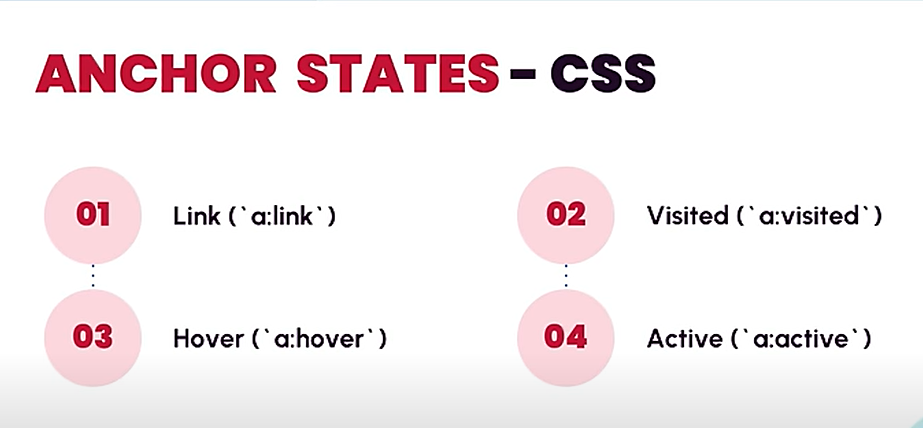 ANCHOR STATES – CSS
01 Link (`a:link`)
02 Visited (`a:visited`)
03 Hover (`a:hover`)
04 Active (`a:active`)